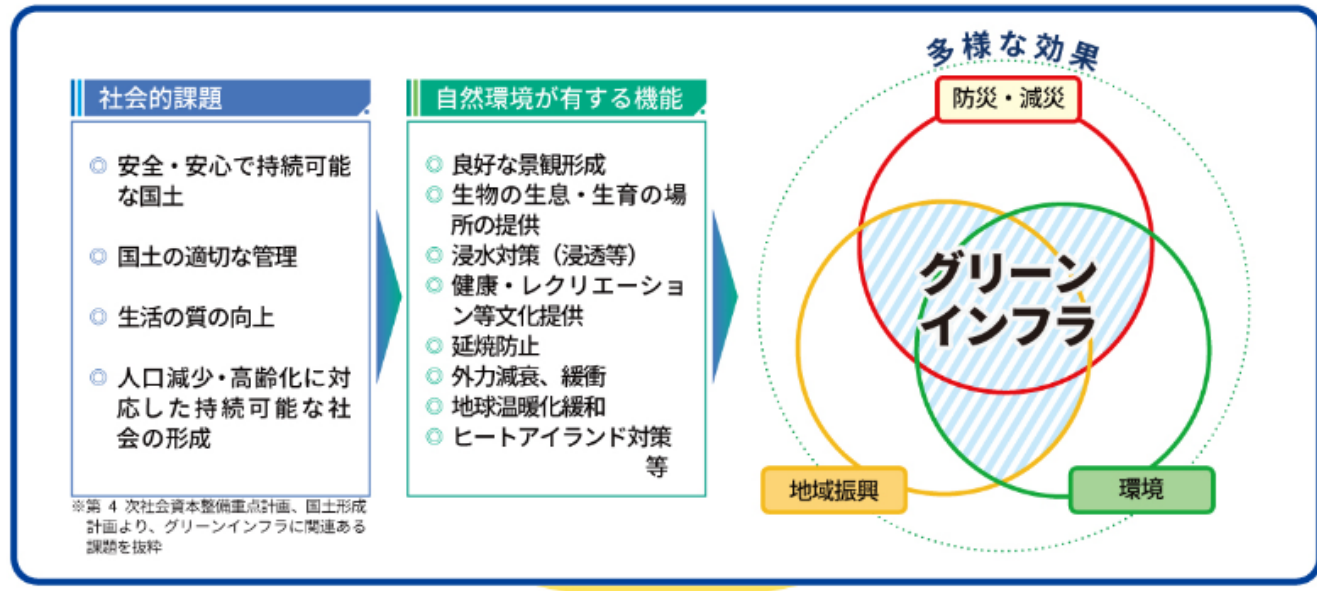 社会的課題
◎ 安全・安心で持続可能
な国土
◎ 国土の適切な管理
◎ 生活の質の向上
◎ 人口減少・高齢化に対
応した持続可能な社
会の形成
※第 4 次社会資本整備重点計画、国土形成
計画より、グリーンインフラに関連ある
課題を抜粋
自然環境が有する機能
◎ 良好な景観形成
◎ 生物の生息・生育の場
所の提供
◎ 浸水対策（浸透等）
◎ 健康・レクリエーショ
ン等文化提供
◎ 延焼防止
◎ 外力減衰、緩衝
◎ 地球温暖化緩和
◎ ヒートアイランド対策
等
多様な効果
防災・減災
グリーン
インフラ
地域振興
環境